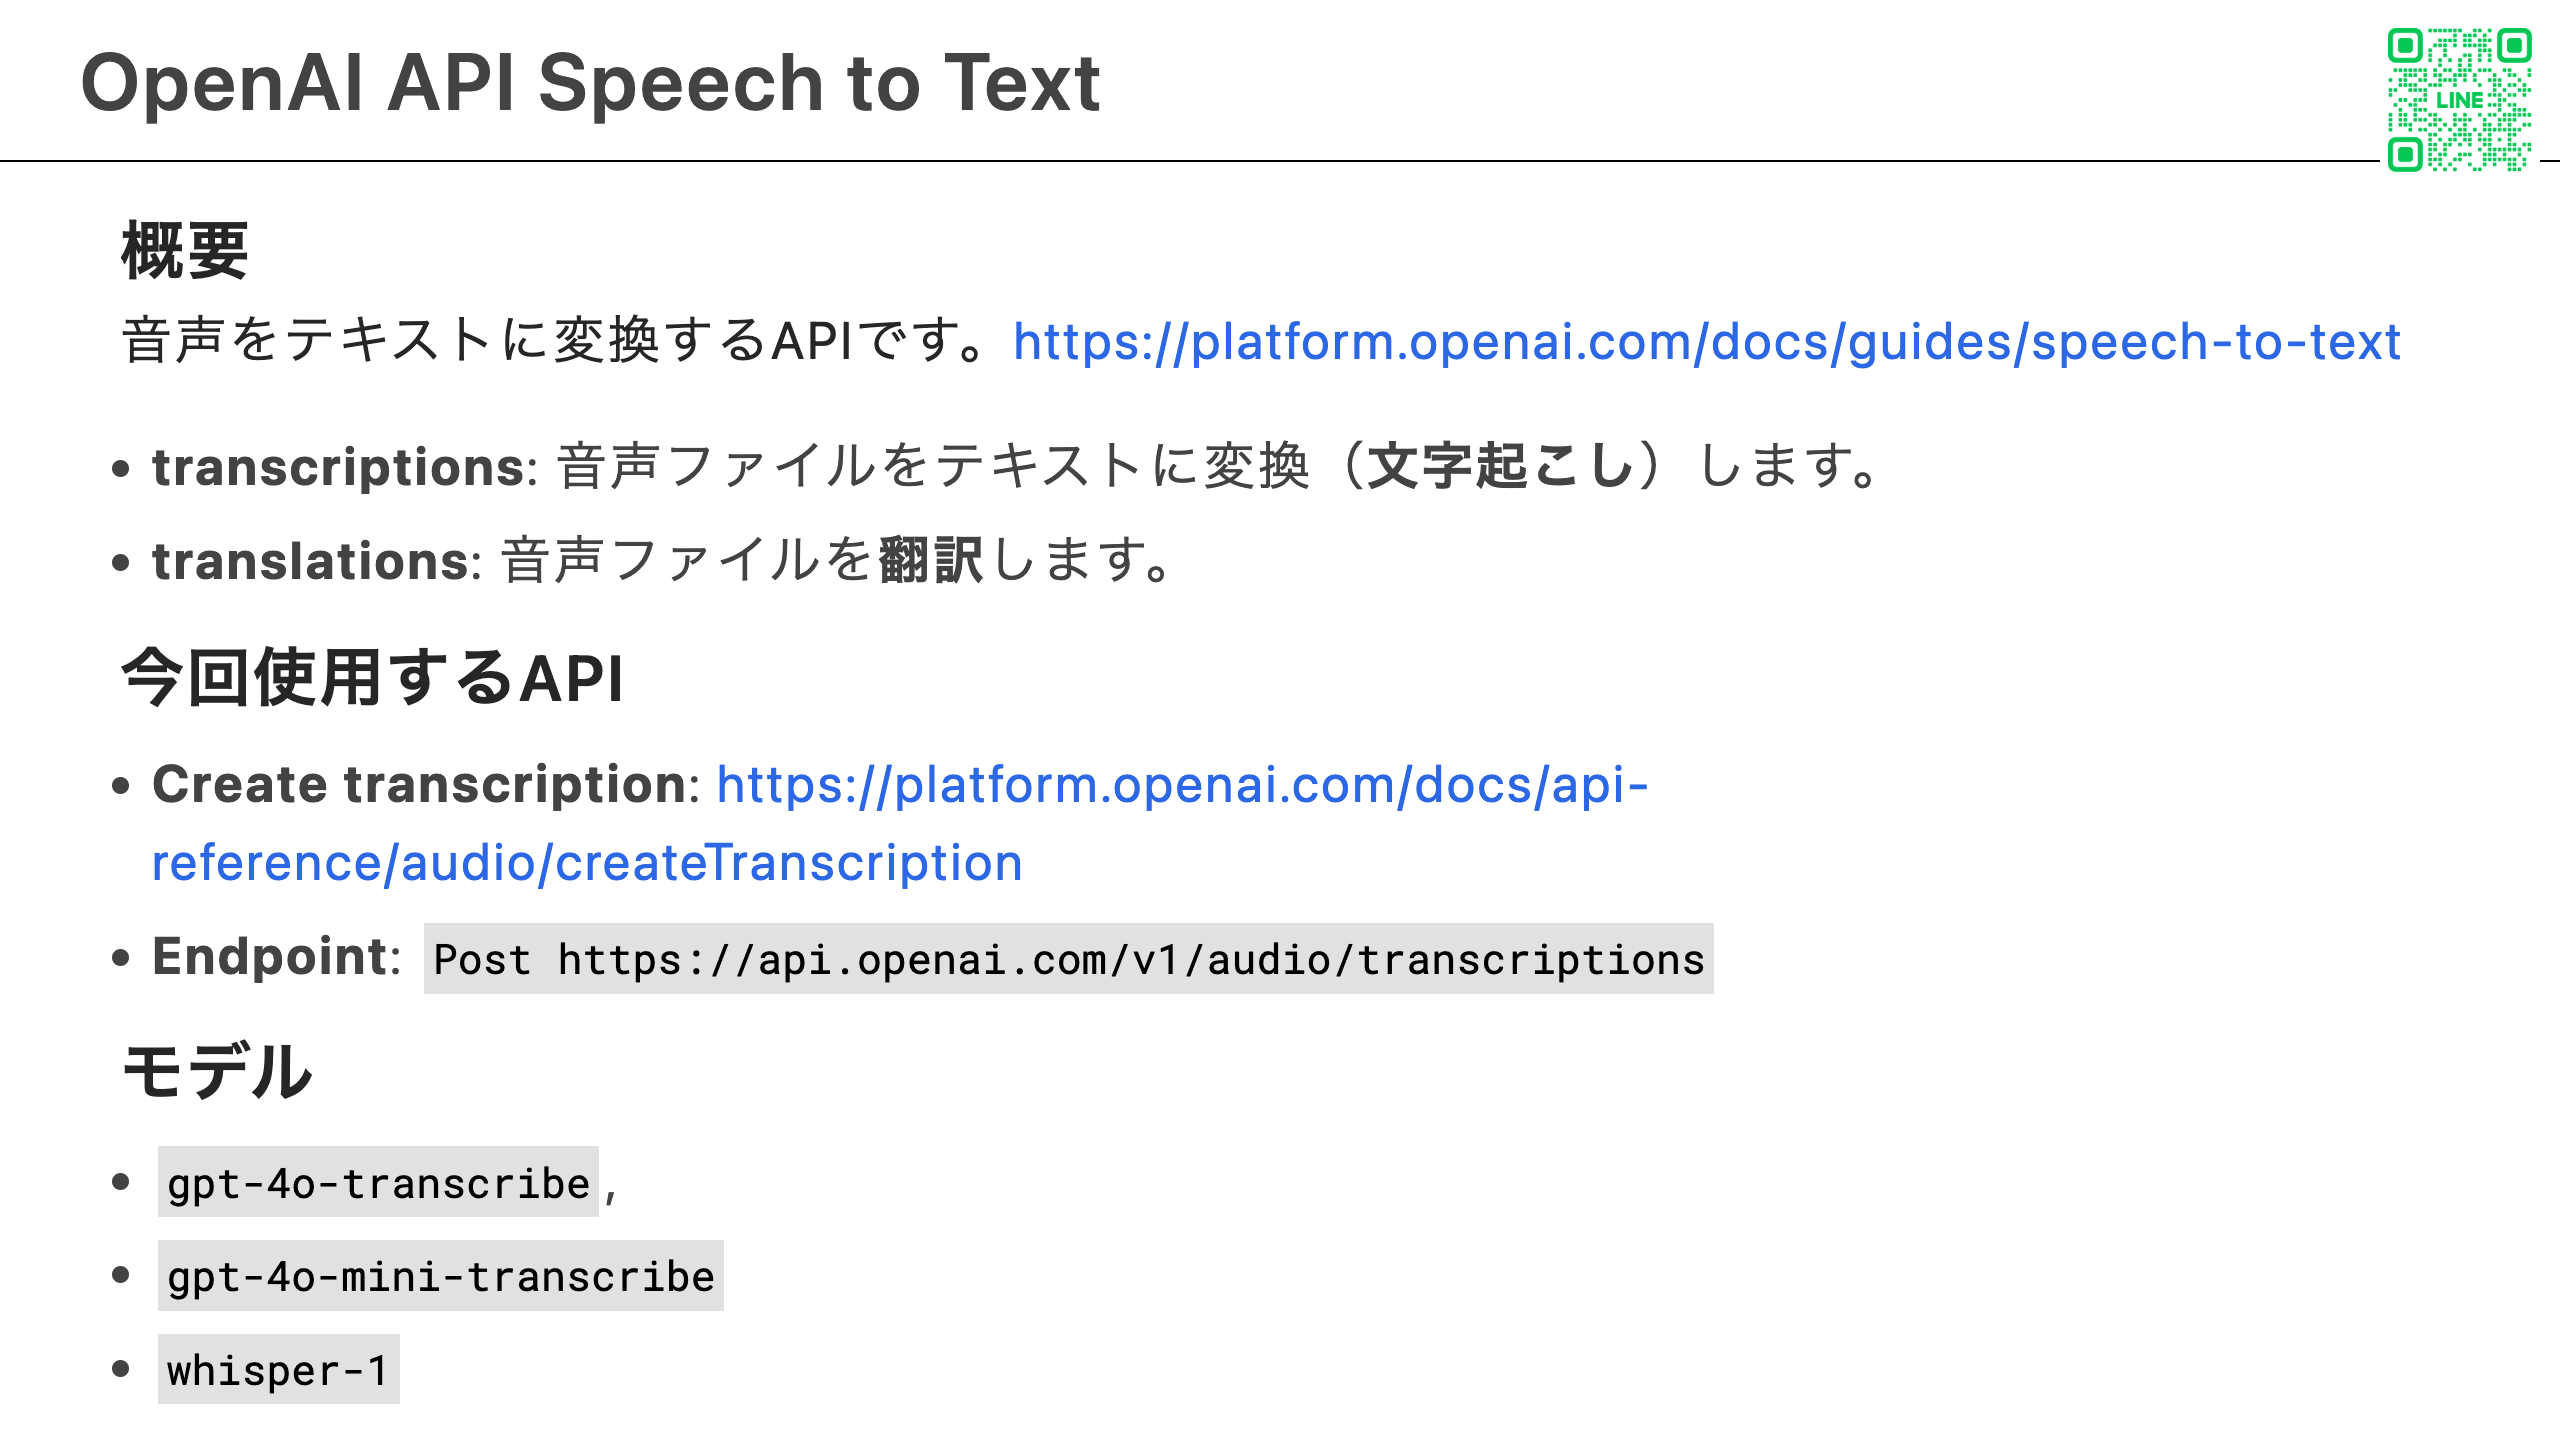 OpenAI API Speech to Text
LINE
概要
音声をテキストに変換するAPIです。https://platform.openai.com/docs/guides/speech-to-text
• transcriptions: 音声ファイルをテキストに変換（文字起こし）します。
• translations: 音声ファイルを翻訳します。
今回使用するAPI
• Create transcription: https://platform.openai.com/docs/api-
reference/audio/createTranscription
• Endpoint: Post https://api.openai.com/v1/audio/transcriptions
モデル
• gpt-4o-transcribe,
• gpt-4o-mini-transcribe
• whisper-1